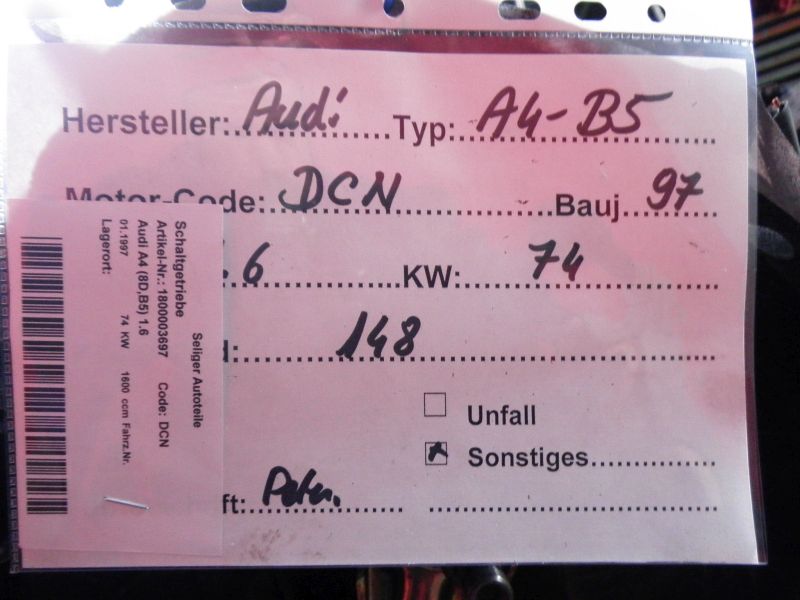 Hersteller: Audi Typ: A4-B5
Motor-Code: DCN Bauj. 97
.6 KW: 74
148
Unfall
Sonstiges
ft: Peter.
Seliger Autoteile
Schaltgetriebe
Artikel-Nr.: 1800003697 Code: DCN
Audi A4 (8D,B5) 1.6
01.1997 74 KW 1600 ccm Fahrz.Nr.
Lagerort: